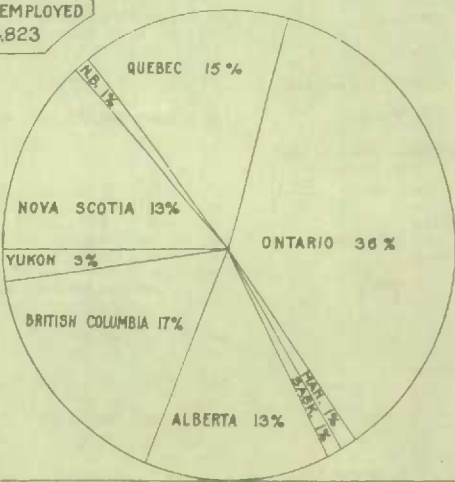 EMPLOYED
,823
QUEBEC 15%
N.B. 1%
NOVA SCOTIA 13%
ONTARIO 36%
YUKON 3%
BRITISH COLUMBIA 17%
MAN. 1%
SASK. 1%
ALBERTA 13%